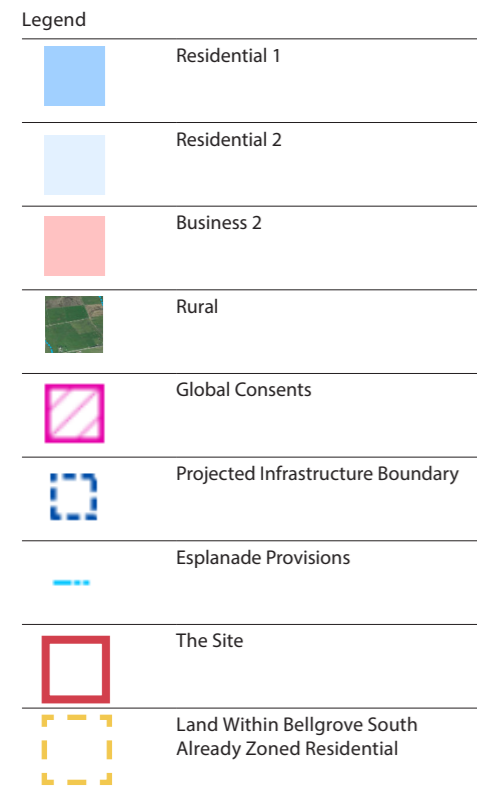 Legend
Residential 1
Residential 2
Business 2
Rural
Global Consents
Projected Infrastructure Boundary
Esplanade Provisions
The Site
Land Within Bellgrove South
Already Zoned Residential